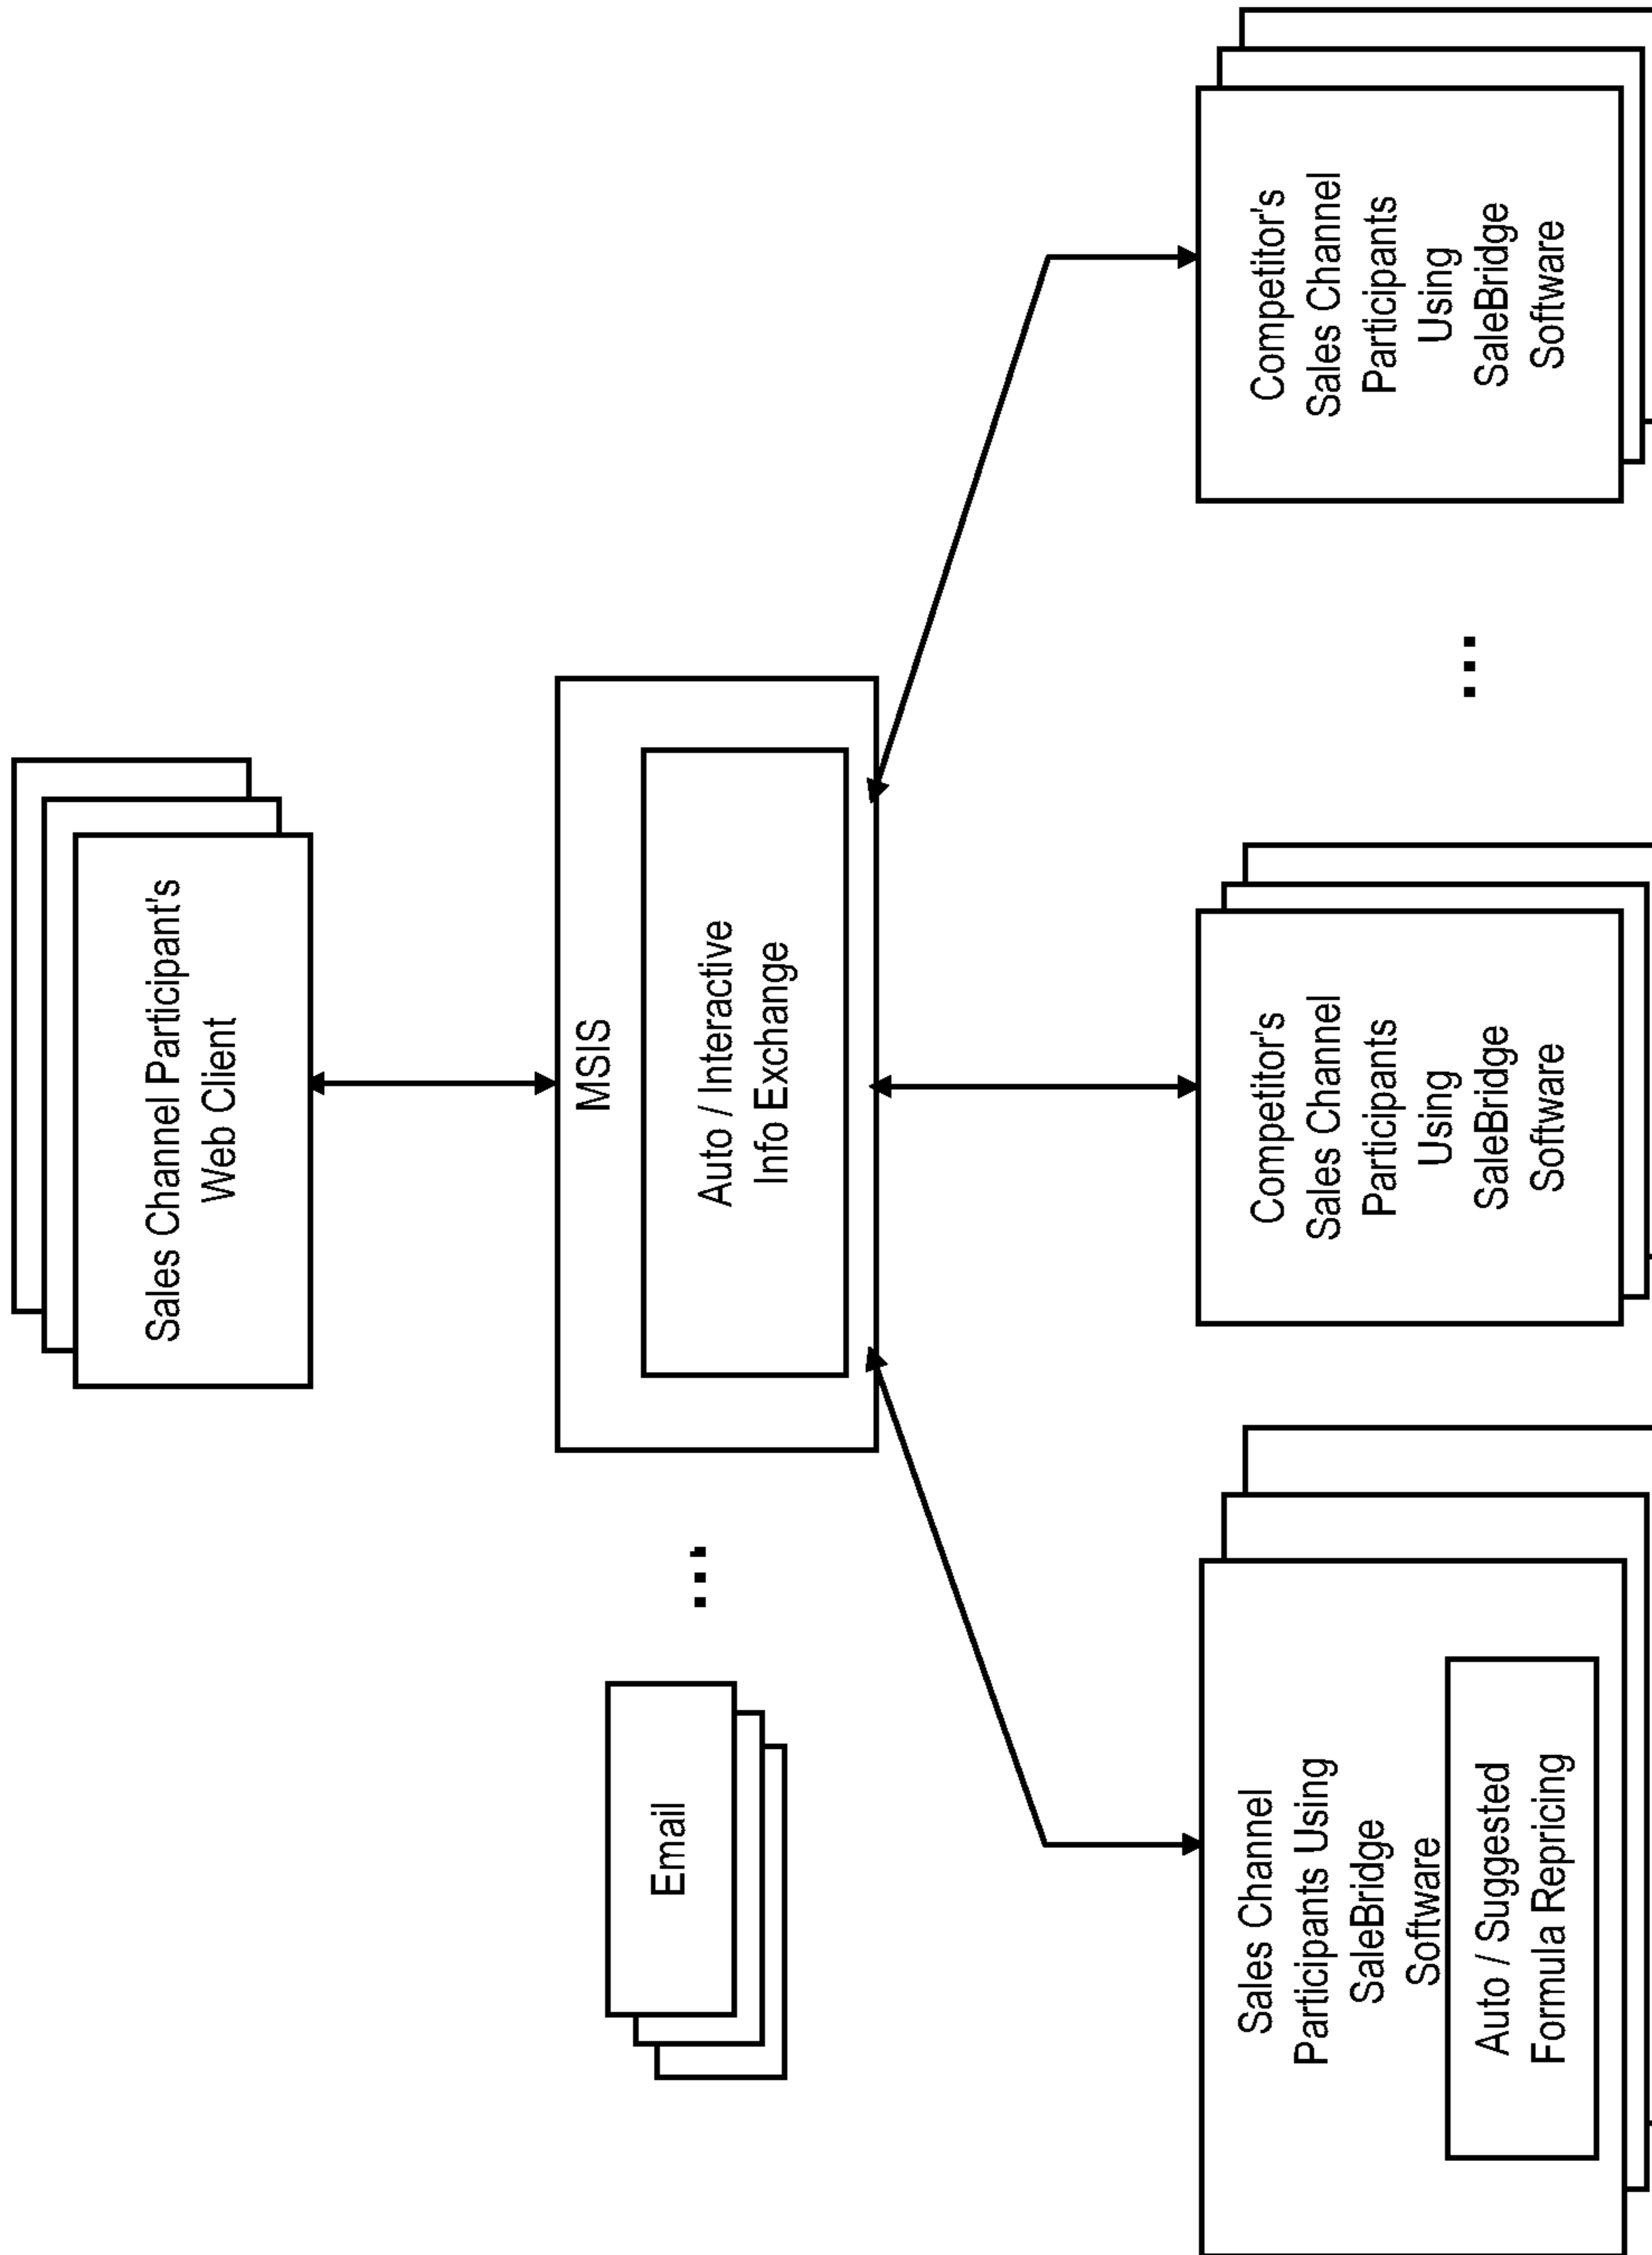 Sales Channel Participant's
Web Client
Email
...
MSIS
Auto / Interactive
Info Exchange
Sales Channel
Participants Using
SaleBridge
Software
Auto / Suggested
Formula Repricing
Competitor's
Sales Channel
Participants
Using
SaleBridge
Software
...
Competitor's
Sales Channel
Participants
Using
SaleBridge
Software